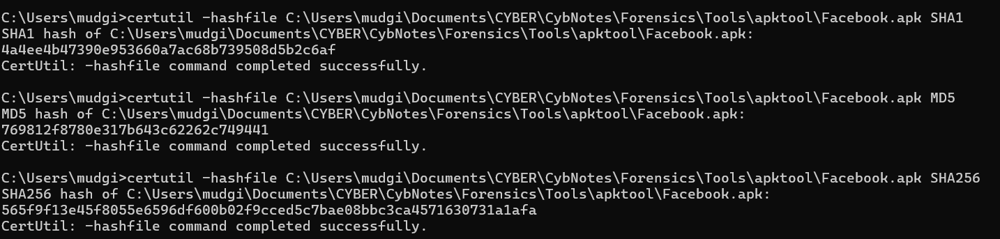 C:\Users\mudgi>certutil -hashfile C:\Users\mudgi\Documents\CYBER\CybNotes\Forensics\Tools\apktool\Facebook.apk SHA1
SHA1 hash of C:\Users\mudgi\Documents\CYBER\CybNotes\Forensics\Tools\apktool\Facebook.apk:
4a4ee4b47390e953660a7ac68b739508d5b2c6af
CertUtil: -hashfile command completed successfully.
C:\Users\mudgi>certutil -hashfile C:\Users\mudgi\Documents\CYBER\CybNotes\Forensics\Tools\apktool\Facebook.apk MD5
MD5 hash of C:\Users\mudgi\Documents\CYBER\CybNotes\Forensics\Tools\apktool\Facebook.apk:
769812f8780e317b643c62262c749441
CertUtil: -hashfile command completed successfully.
C:\Users\mudgi>certutil -hashfile C:\Users\mudgi\Documents\CYBER\CybNotes\Forensics\Tools\apktool\Facebook.apk SHA256
SHA256 hash of C:\Users\mudgi\Documents\CYBER\CybNotes\Forensics\Tools\apktool\Facebook.apk:
565f9f13e45f8055e6596df600b02f9cced5c7bae08bbc3ca4571630731a1afa
CertUtil: -hashfile command completed successfully.